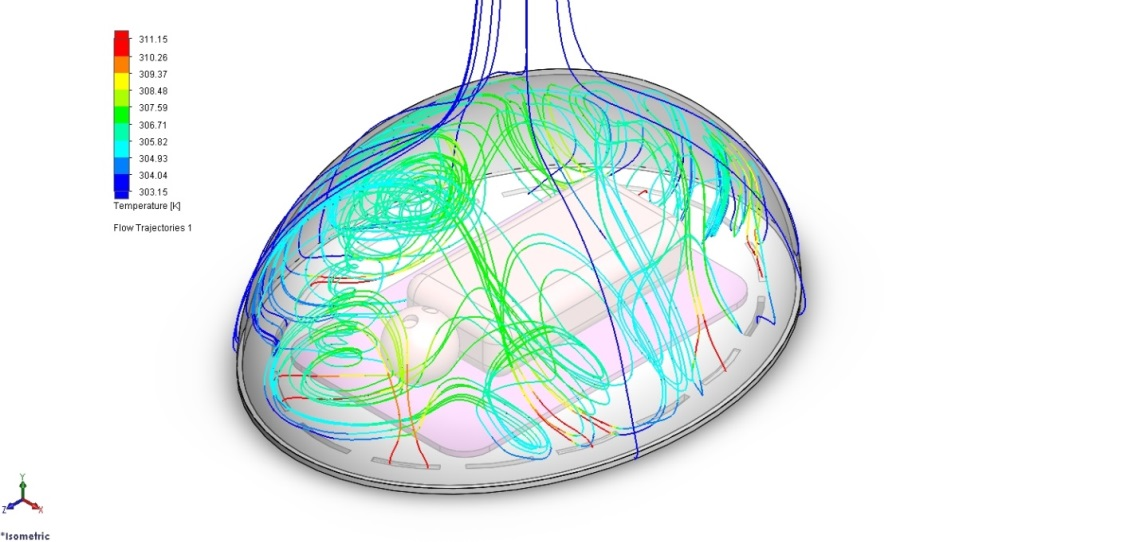 311.15
310.26
309.37
308.48
307.59
306.71
305.82
304.93
304.04
303.15
Temperature [K]
Flow Trajectories 1
Y
Z X
*Isometric